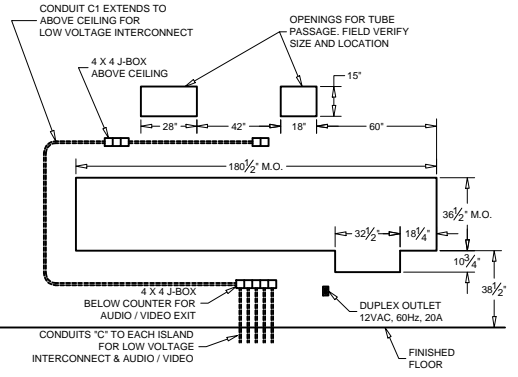 CONDUIT C1 EXTENDS TO
ABOVE CEILING FOR
LOW VOLTAGE INTERCONNECT
OPENINGS FOR TUBE
PASSAGE. FIELD VERIFY
SIZE AND LOCATION
4 X 4 J-BOX
ABOVE CEILING
15"
28"
42"
18"
60"
180½" M.O.
36½" M.O.
32½"
18¼"
10¾"
38½"
4 X 4 J-BOX
BELOW COUNTER FOR
AUDIO / VIDEO EXIT
DUPLEX OUTLET
12VAC, 60Hz, 20A
CONDUITS "C" TO EACH ISLAND
FOR LOW VOLTAGE
INTERCONNECT & AUDIO / VIDEO
FINISHED
FLOOR